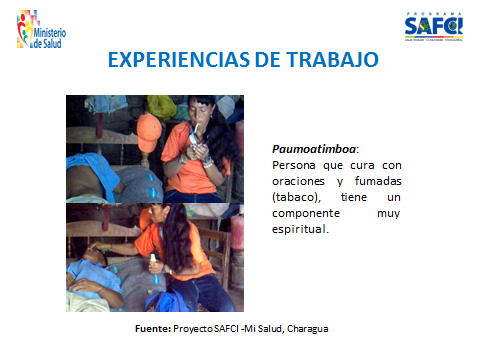 Ministerio
de Salud
PROGRAMA
SAFCI
EXPERIENCIAS DE TRABAJO
Paumoatimboa:
Persona que cura con
oraciones y fumadas
(tabaco), tiene un
componente muy
espiritual.
Fuente: Proyecto SAFCI -Mi Salud, Charagua